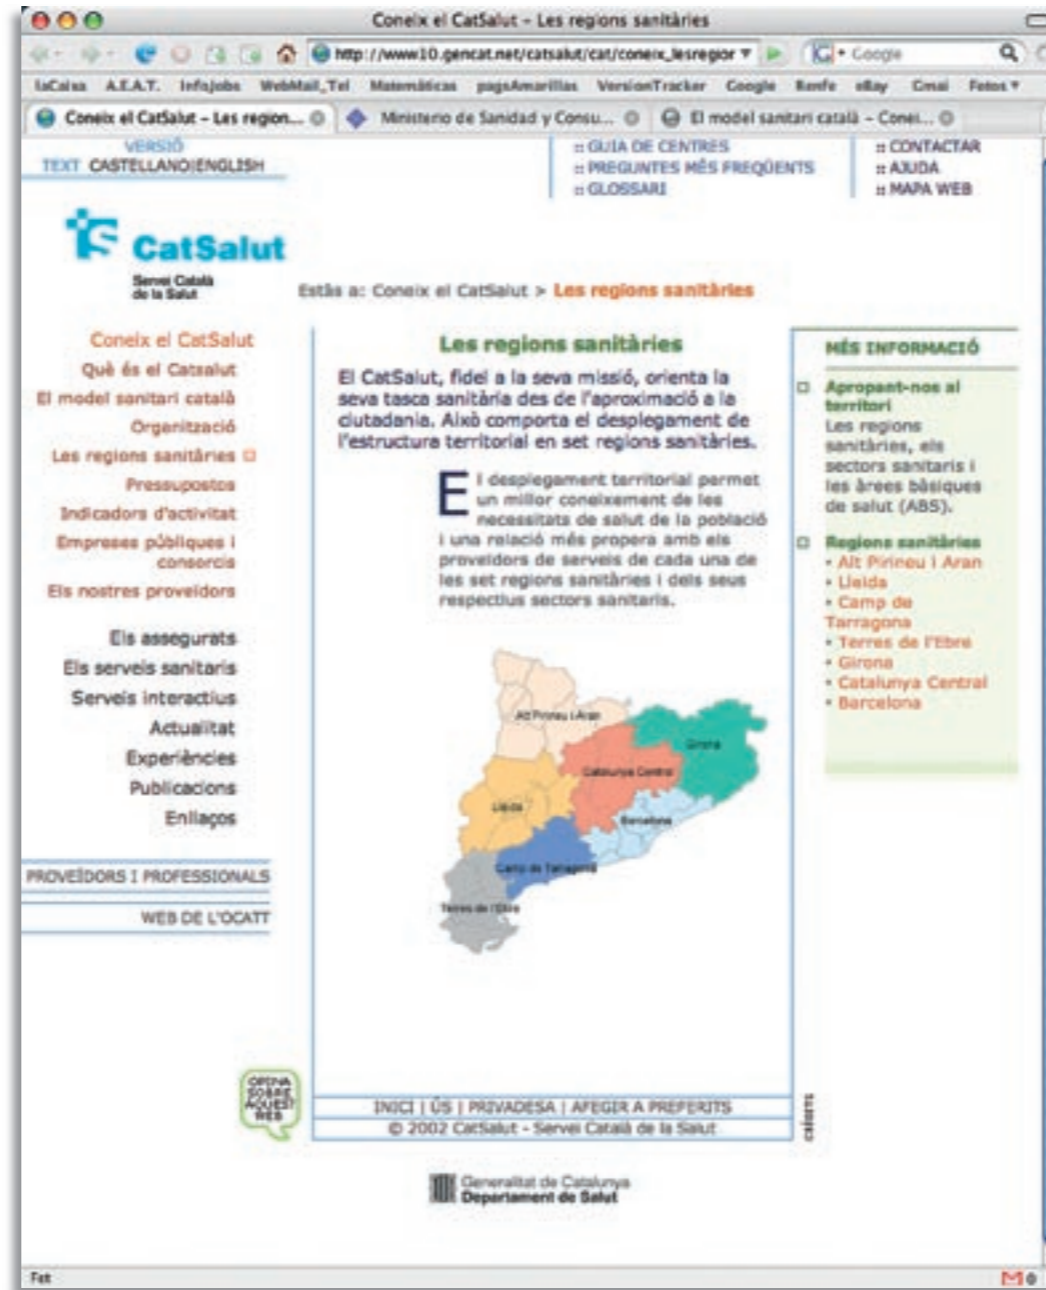 Coneix el CatSalut – Les regions sanitàries
http://www10.gencat.net/catsalut/cat/coneix_lesregior
Google
laCaixa A.E.A.T. InfoJobs WebMail_Tel Matemáticas pagsAmarillas VersionTracker Google Renfe eBay Gmai Fotos
Coneix el CatSalut – Les region...
Ministerio de Sanidad y Consu...
El model sanitari català – Conei...
VERSIÓ
TEXT CASTELLANO|ENGLISH
:: GUIA DE CENTRES
:: PREGUNTES MÉS FREQÜENTS
:: GLOSSARI
:: CONTACTAR
:: AJUDA
:: MAPA WEB
CatSalut
Servei Català
de la Salut
Estàs a: Coneix el CatSalut > Les regions sanitàries
Coneix el CatSalut
Què és el Catsalut
El model sanitari català
Organització
Les regions sanitàries
Pressupostos
Indicadors d'activitat
Empreses públiques i
consorcis
Els nostres proveïdors
Els assegurats
Els serveis sanitaris
Serveis interactius
Actualitat
Experiències
Publicacions
Enllaços
PROVEÏDORS I PROFESSIONALS
WEB DE L'OCATT
OPINA
SOBRE
AQUEST
WEB
Les regions sanitàries
El CatSalut, fidel a la seva missió, orienta la
seva tasca sanitària des de l'aproximació a la
ciutadania. Això comporta el desplegament de
l'estructura territorial en set regions sanitàries.
El desplegament territorial permet
un millor coneixement de les
necessitats de salut de la població
i una relació més propera amb els
proveïdors de serveis de cada una de
les set regions sanitàries i dels seus
respectius sectors sanitaris.
Alt Pirineu i Aran
Girona
Catalunya Central
Lleida
Barcelona
Camp de Tarragona
Terres de l'Ebre
MÉS INFORMACIÓ
Apropant-nos al
territori
Les regions
sanitàries, els
sectors sanitaris i
les àrees bàsiques
de salut (ABS).
Regions sanitàries
• Alt Pirineu i Aran
• Lleida
• Camp de
Tarragona
• Terres de l'Ebre
• Girona
• Catalunya Central
• Barcelona
INICI | ÚS | PRIVADESA | AFEGIR A PREFERITS
© 2002 CatSalut - Servei Català de la Salut
crèdits
Generalitat de Catalunya
Departament de Salut
Fet
0